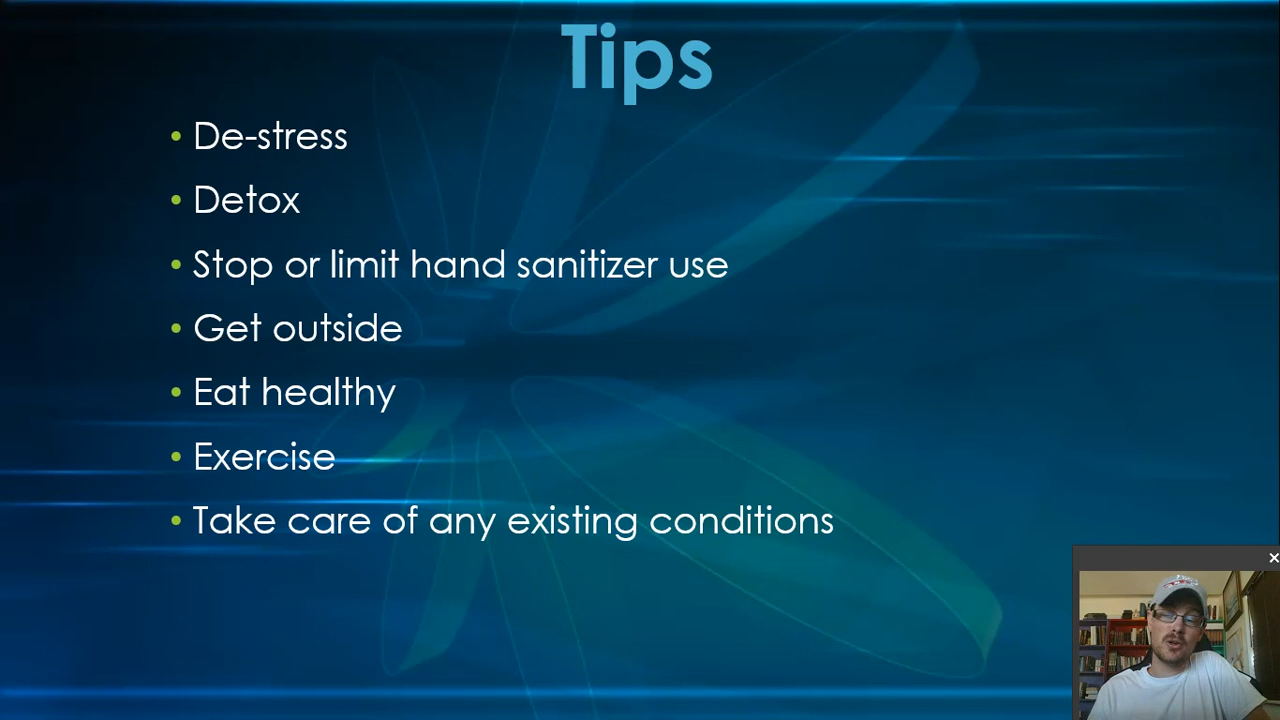 Tips
• De-stress
• Detox
• Stop or limit hand sanitizer use
• Get outside
• Eat healthy
• Exercise
• Take care of any existing conditions